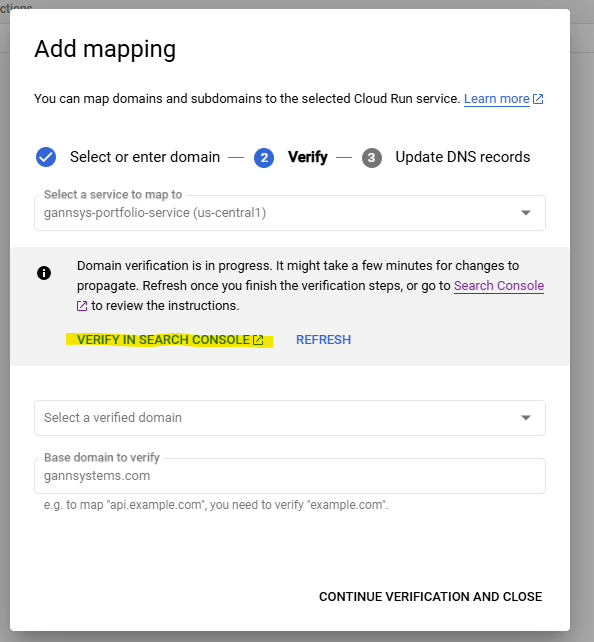 ctions
Add mapping
You can map domains and subdomains to the selected Cloud Run service. Learn more
Select or enter domain
2 Verify
3 Update DNS records
Select a service to map to
gannsys-portfolio-service (us-central1)
Domain verification is in progress. It might take a few minutes for changes to
propagate. Refresh once you finish the verification steps, or go to Search Console
to review the instructions.
VERIFY IN SEARCH CONSOLE REFRESH
Select a verified domain
Base domain to verify
gannsystems.com
e.g. to map "api.example.com", you need to verify "example.com".
CONTINUE VERIFICATION AND CLOSE